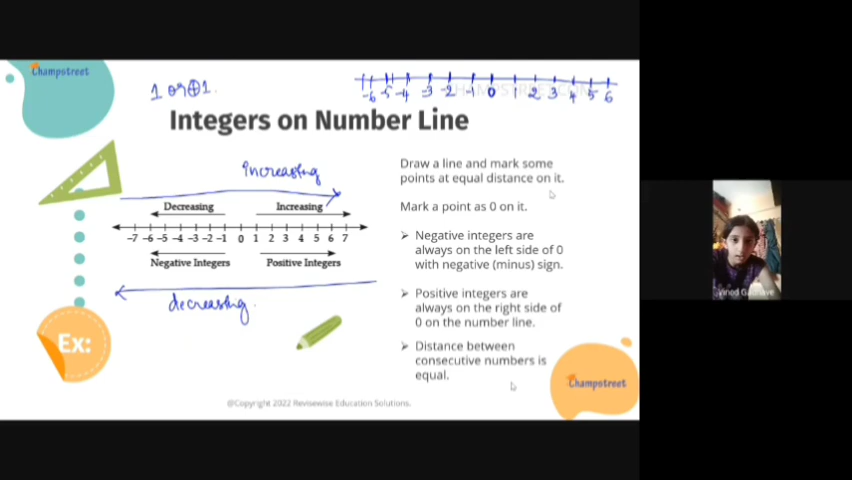 Champstreet
1 or ⊕1.
-6 -5 -4 -3 -2 -1 0 1 2 3 4 5 6
Integers on Number Line
increasing
Decreasing Increasing
-7 -6 -5 -4 -3 -2 -1 0 1 2 3 4 5 6 7
Negative Integers Positive Integers
decreasing.
Ex:
Draw a line and mark some
points at equal distance on it.
Mark a point as 0 on it.
➢ Negative integers are
always on the left side of 0
with negative (minus) sign.
➢ Positive integers are
always on the right side of
0 on the number line.
➢ Distance between
consecutive numbers is
equal.
Champstreet
@Copyright 2022 Revisewise Education Solutions.
Vinod